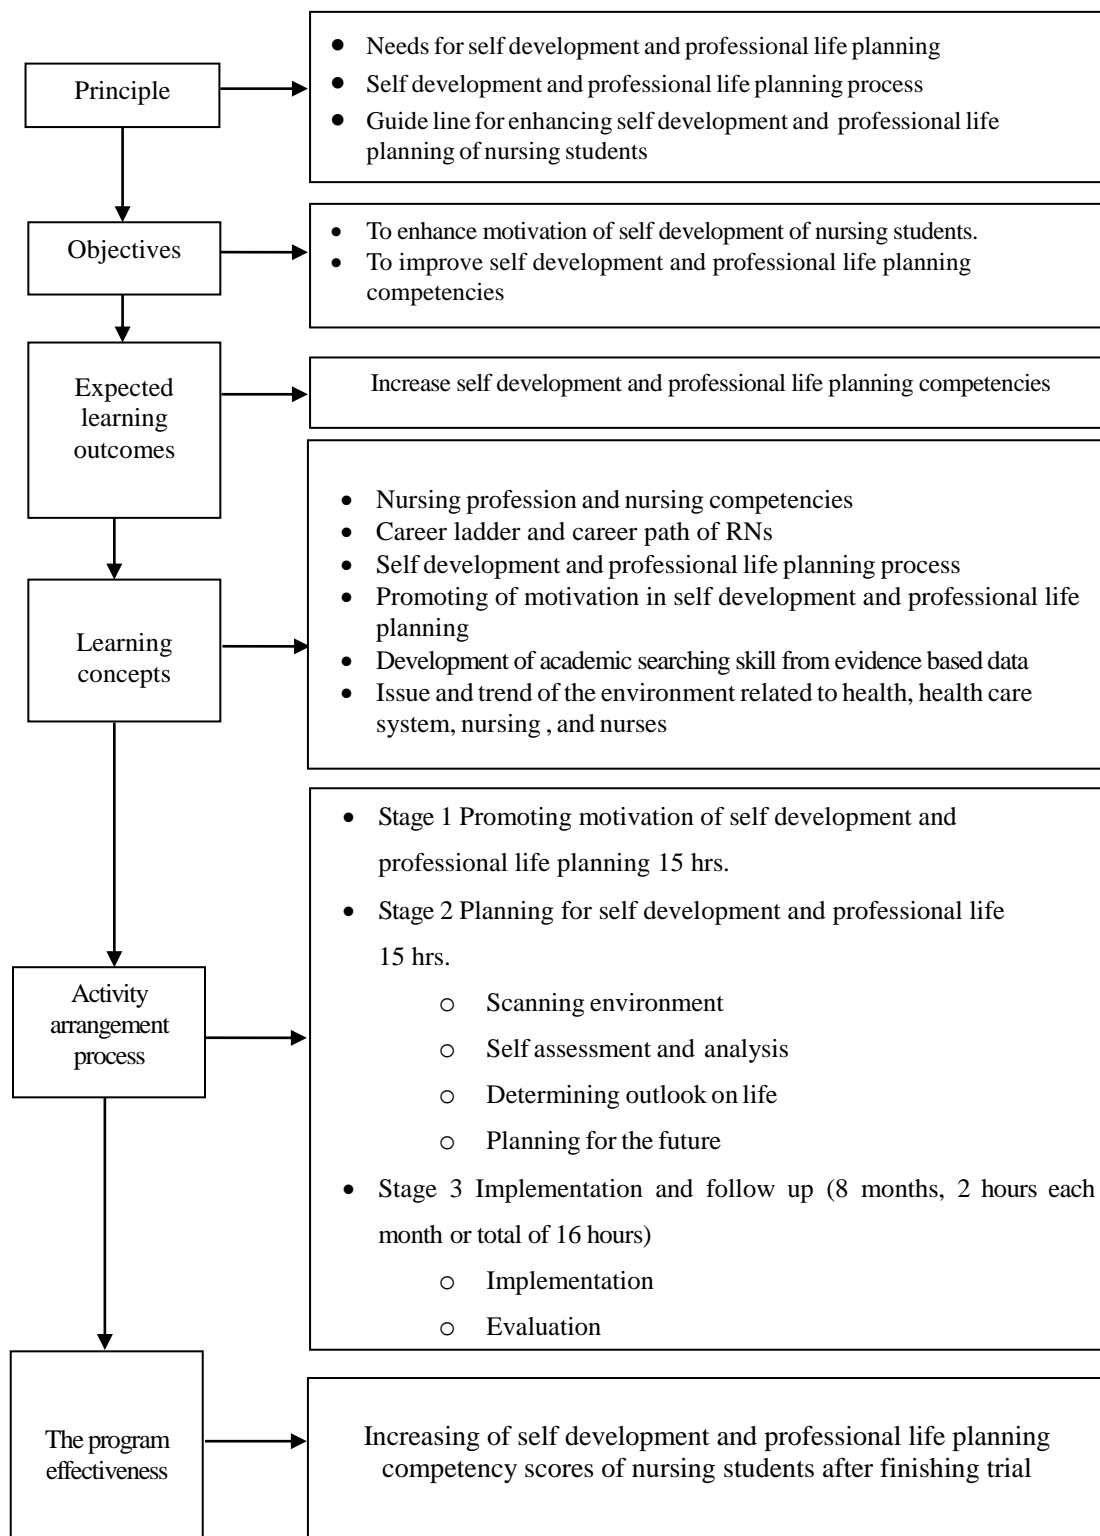 Principle
● Needs for self development and professional life planning
● Self development and professional life planning process
● Guide line for enhancing self development and professional life
planning of nursing students
Objectives
• To enhance motivation of self development of nursing students.
• To improve self development and professional life planning
competencies
Expected
learning
outcomes
Increase self development and professional life planning competencies
Learning
concepts
• Nursing profession and nursing competencies
• Career ladder and career path of RNs
• Self development and professional life planning process
• Promoting of motivation in self development and professional life
planning
• Development of academic searching skill from evidence based data
• Issue and trend of the environment related to health, health care
system, nursing , and nurses
Activity
arrangement
process
• Stage 1 Promoting motivation of self development and
professional life planning 15 hrs.
• Stage 2 Planning for self development and professional life
15 hrs.
o Scanning environment
o Self assessment and analysis
o Determining outlook on life
o Planning for the future
• Stage 3 Implementation and follow up (8 months, 2 hours each
month or total of 16 hours)
o Implementation
o Evaluation
The program
effectiveness
Increasing of self development and professional life planning
competency scores of nursing students after finishing trial